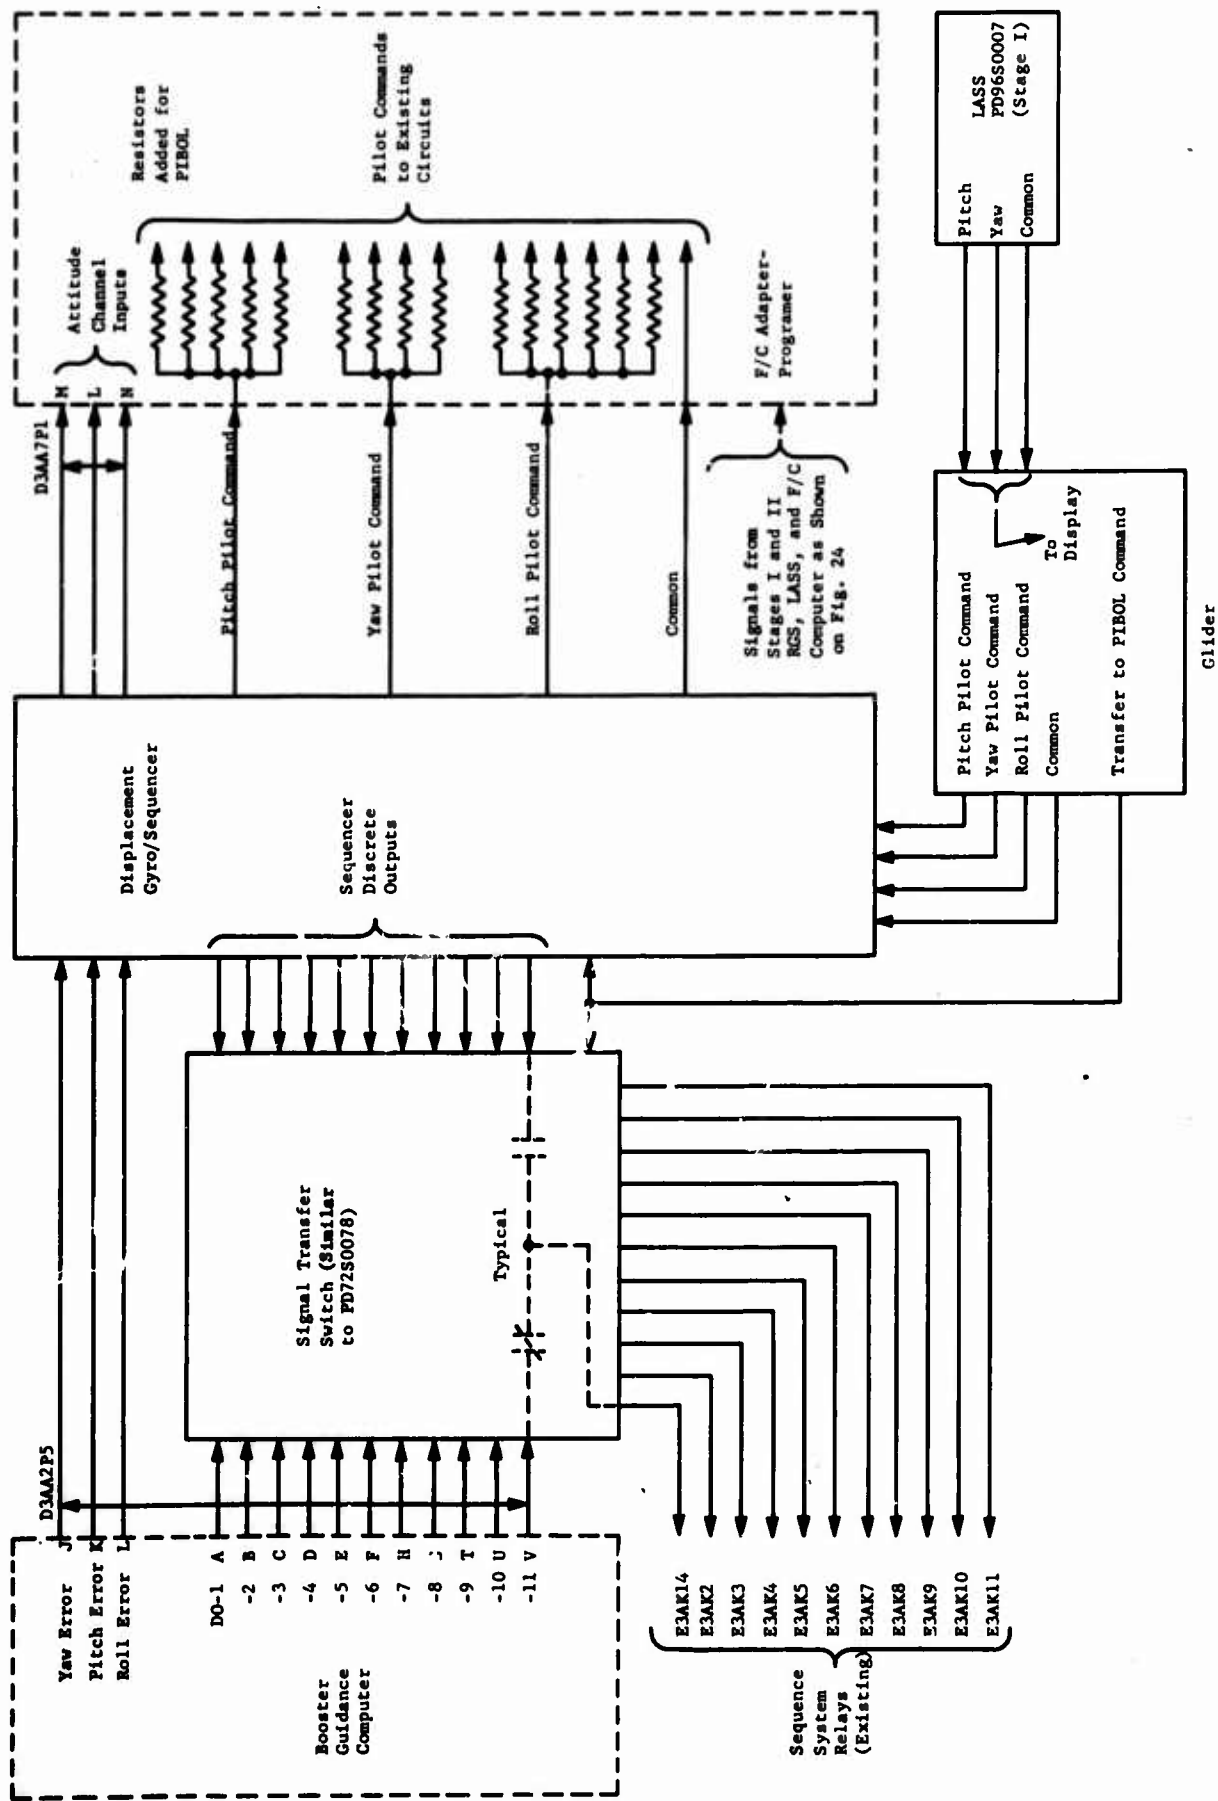 Booster
Guidance
Computer
Yaw Error J
Pitch Error K
Roll Error L
D3AA2P5
DO-1 A
-2 B
-3 C
-4 D
-5 E
-6 F
-7 H
-8
-9 T
-10 U
-11 V
Sequence
System
Relays
(Existing)
E3AK14
E3AK2
E3AK3
E3AK4
E3AK5
E3AK6
E3AK7
E3AK8
E3AK9
E3AK10
E3AK11
Signal Transfer
Switch (Similar
to PD72S0078)
Typical
Displacement
Gyro/Sequencer
Sequencer
Discrete
Outputs
D3AA7P1
M
L
N
Attitude
Channel
Inputs
Resistors
Added for
PIBOL
Pitch Pilot Command
Yaw Pilot Command
Roll Pilot Command
Common
Pilot Commands
to Existing
Circuits
Signals from
Stages I and II
RGS, LASS, and F/C
Computer as Shown
on Fig. 24
F/C Adapter-
Programer
Pitch Pilot Command
Yaw Pilot Command
Roll Pilot Command
Common
Transfer to PIBOL Command
To
Display
Glider
Pitch
Yaw
Common
LASS
PD96S0007
(Stage I)